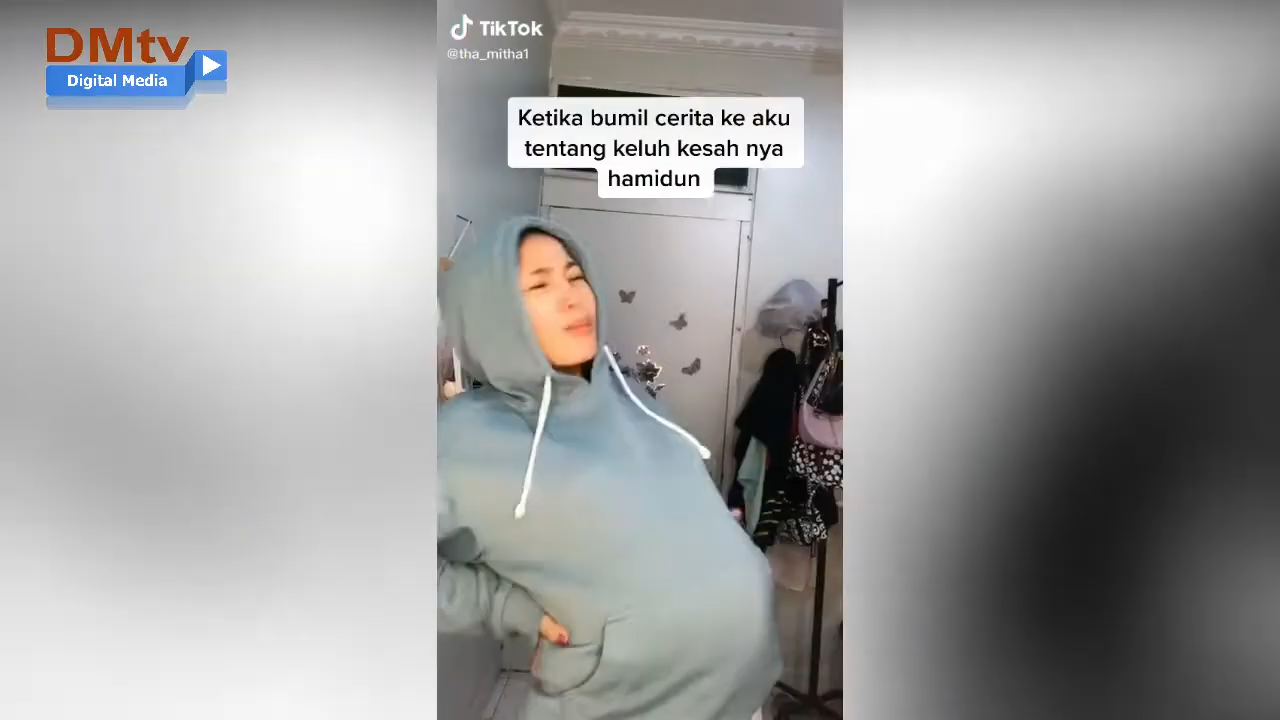 DMtv
Digital Media
TikTok
@tha_mitha1
Ketika bumil cerita ke aku
tentang keluh kesah nya
hamidun